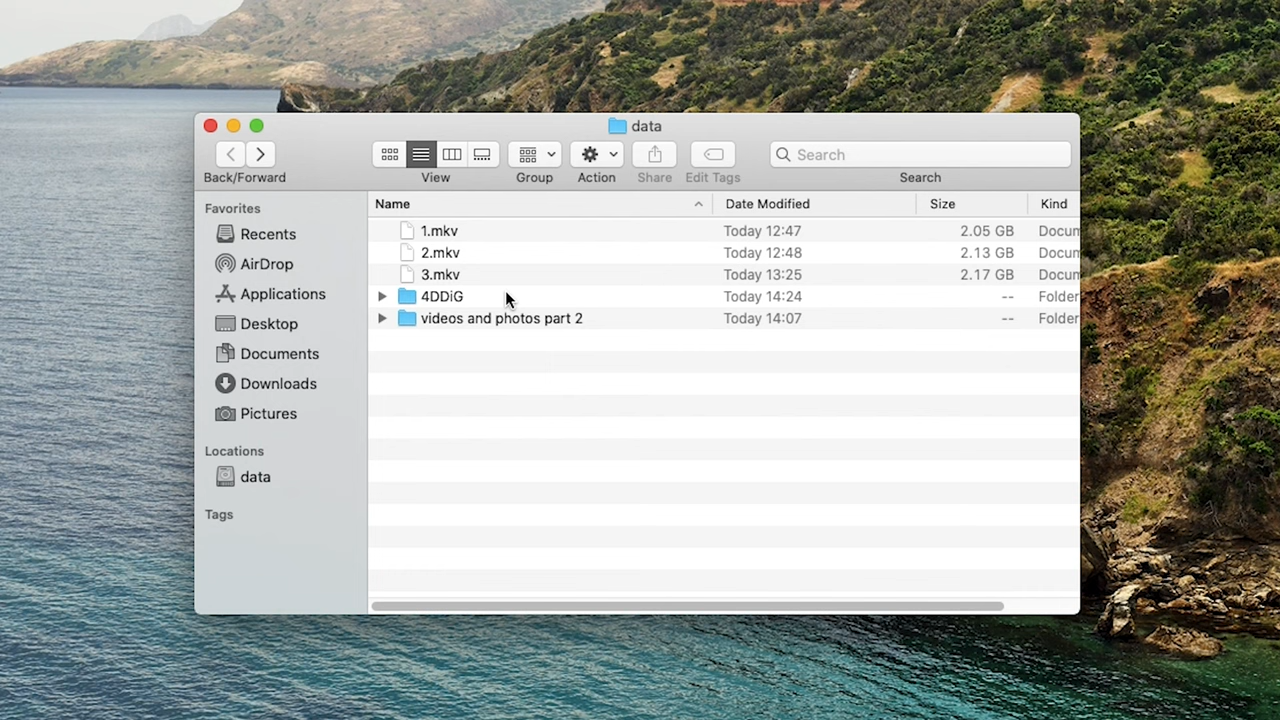 data
Search
Back/Forward View Group Action Share Edit Tags Search
Favorites
Recents
AirDrop
Applications
Desktop
Documents
Downloads
Pictures
Locations
data
Tags
Name Date Modified Size Kind
1.mkv Today 12:47 2.05 GB Docum
2.mkv Today 12:48 2.13 GB Docum
3.mkv Today 13:25 2.17 GB Docum
4DDiG Today 14:24 -- Folder
videos and photos part 2 Today 14:07 -- Folder